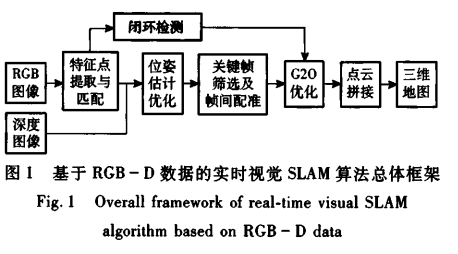 闭环检测
RGB
图像
特征点
提取与
匹配
位姿
估计
优化
关键帧
筛选及
帧间配准
G2O
优化
点云
拼接
三维
地图
深度
图像
图1 基于 RGB-D 数据的实时视觉 SLAM 算法总体框架
Fig. 1 Overall framework of real-time visual SLAM
algorithm based on RGB-D data